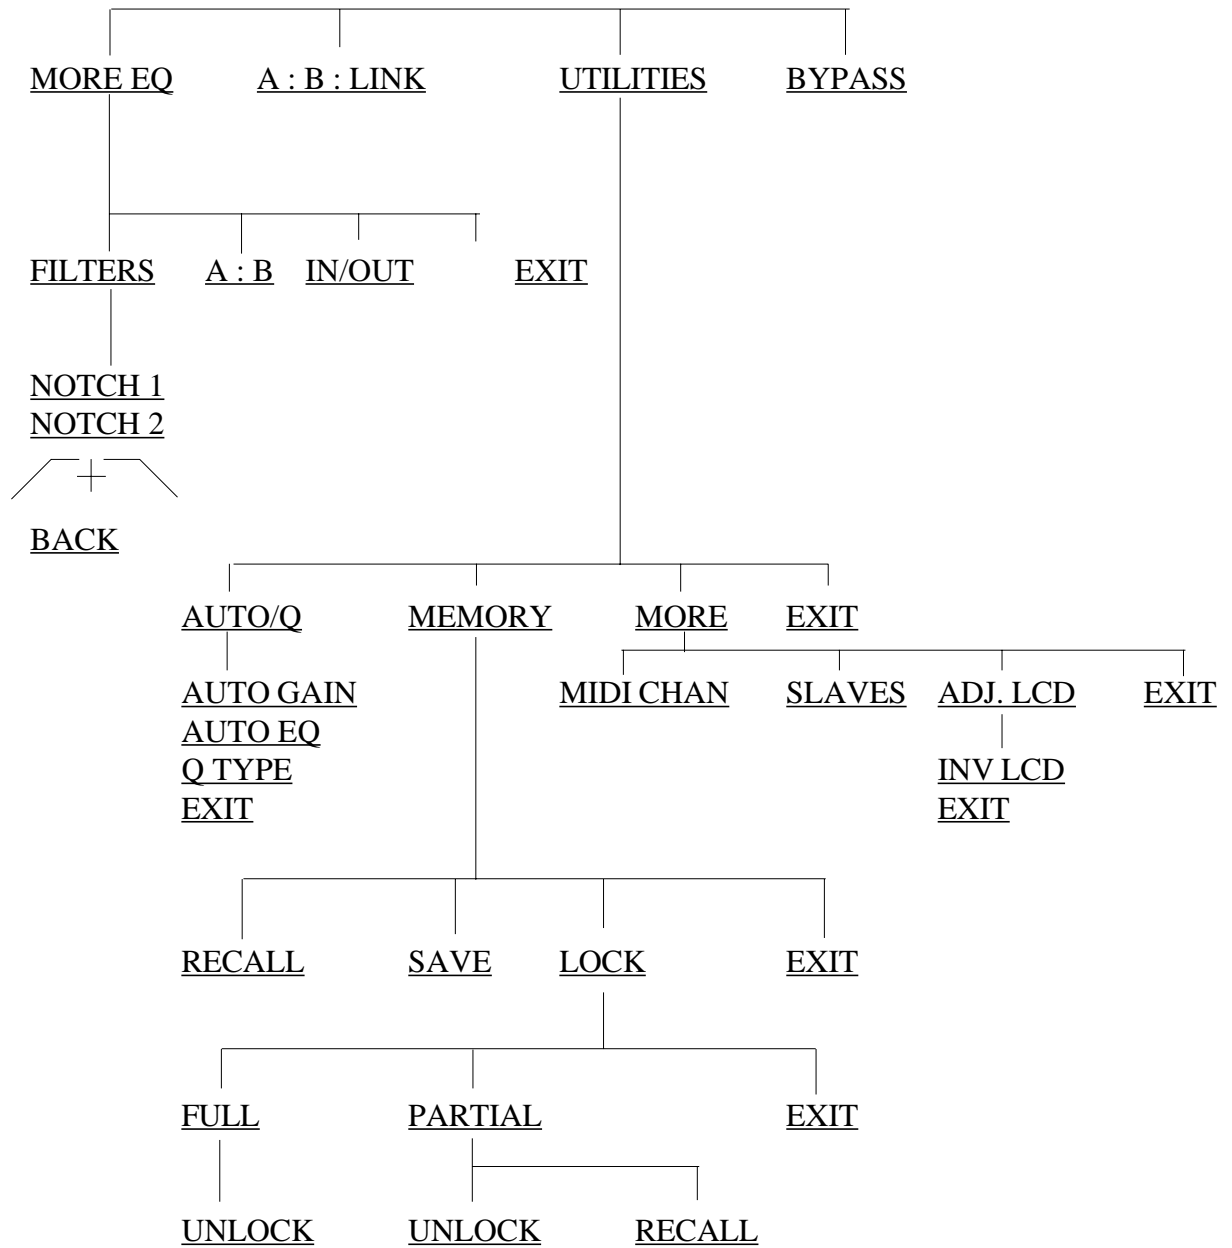 MORE EQ A : B : LINK UTILITIES BYPASS
FILTERS A : B IN/OUT EXIT
NOTCH 1
NOTCH 2
BACK
AUTO/Q MEMORY MORE EXIT
AUTO GAIN MIDI CHAN SLAVES ADJ. LCD EXIT
AUTO EQ
Q TYPE INV LCD
EXIT EXIT
RECALL SAVE LOCK EXIT
FULL PARTIAL EXIT
UNLOCK UNLOCK RECALL